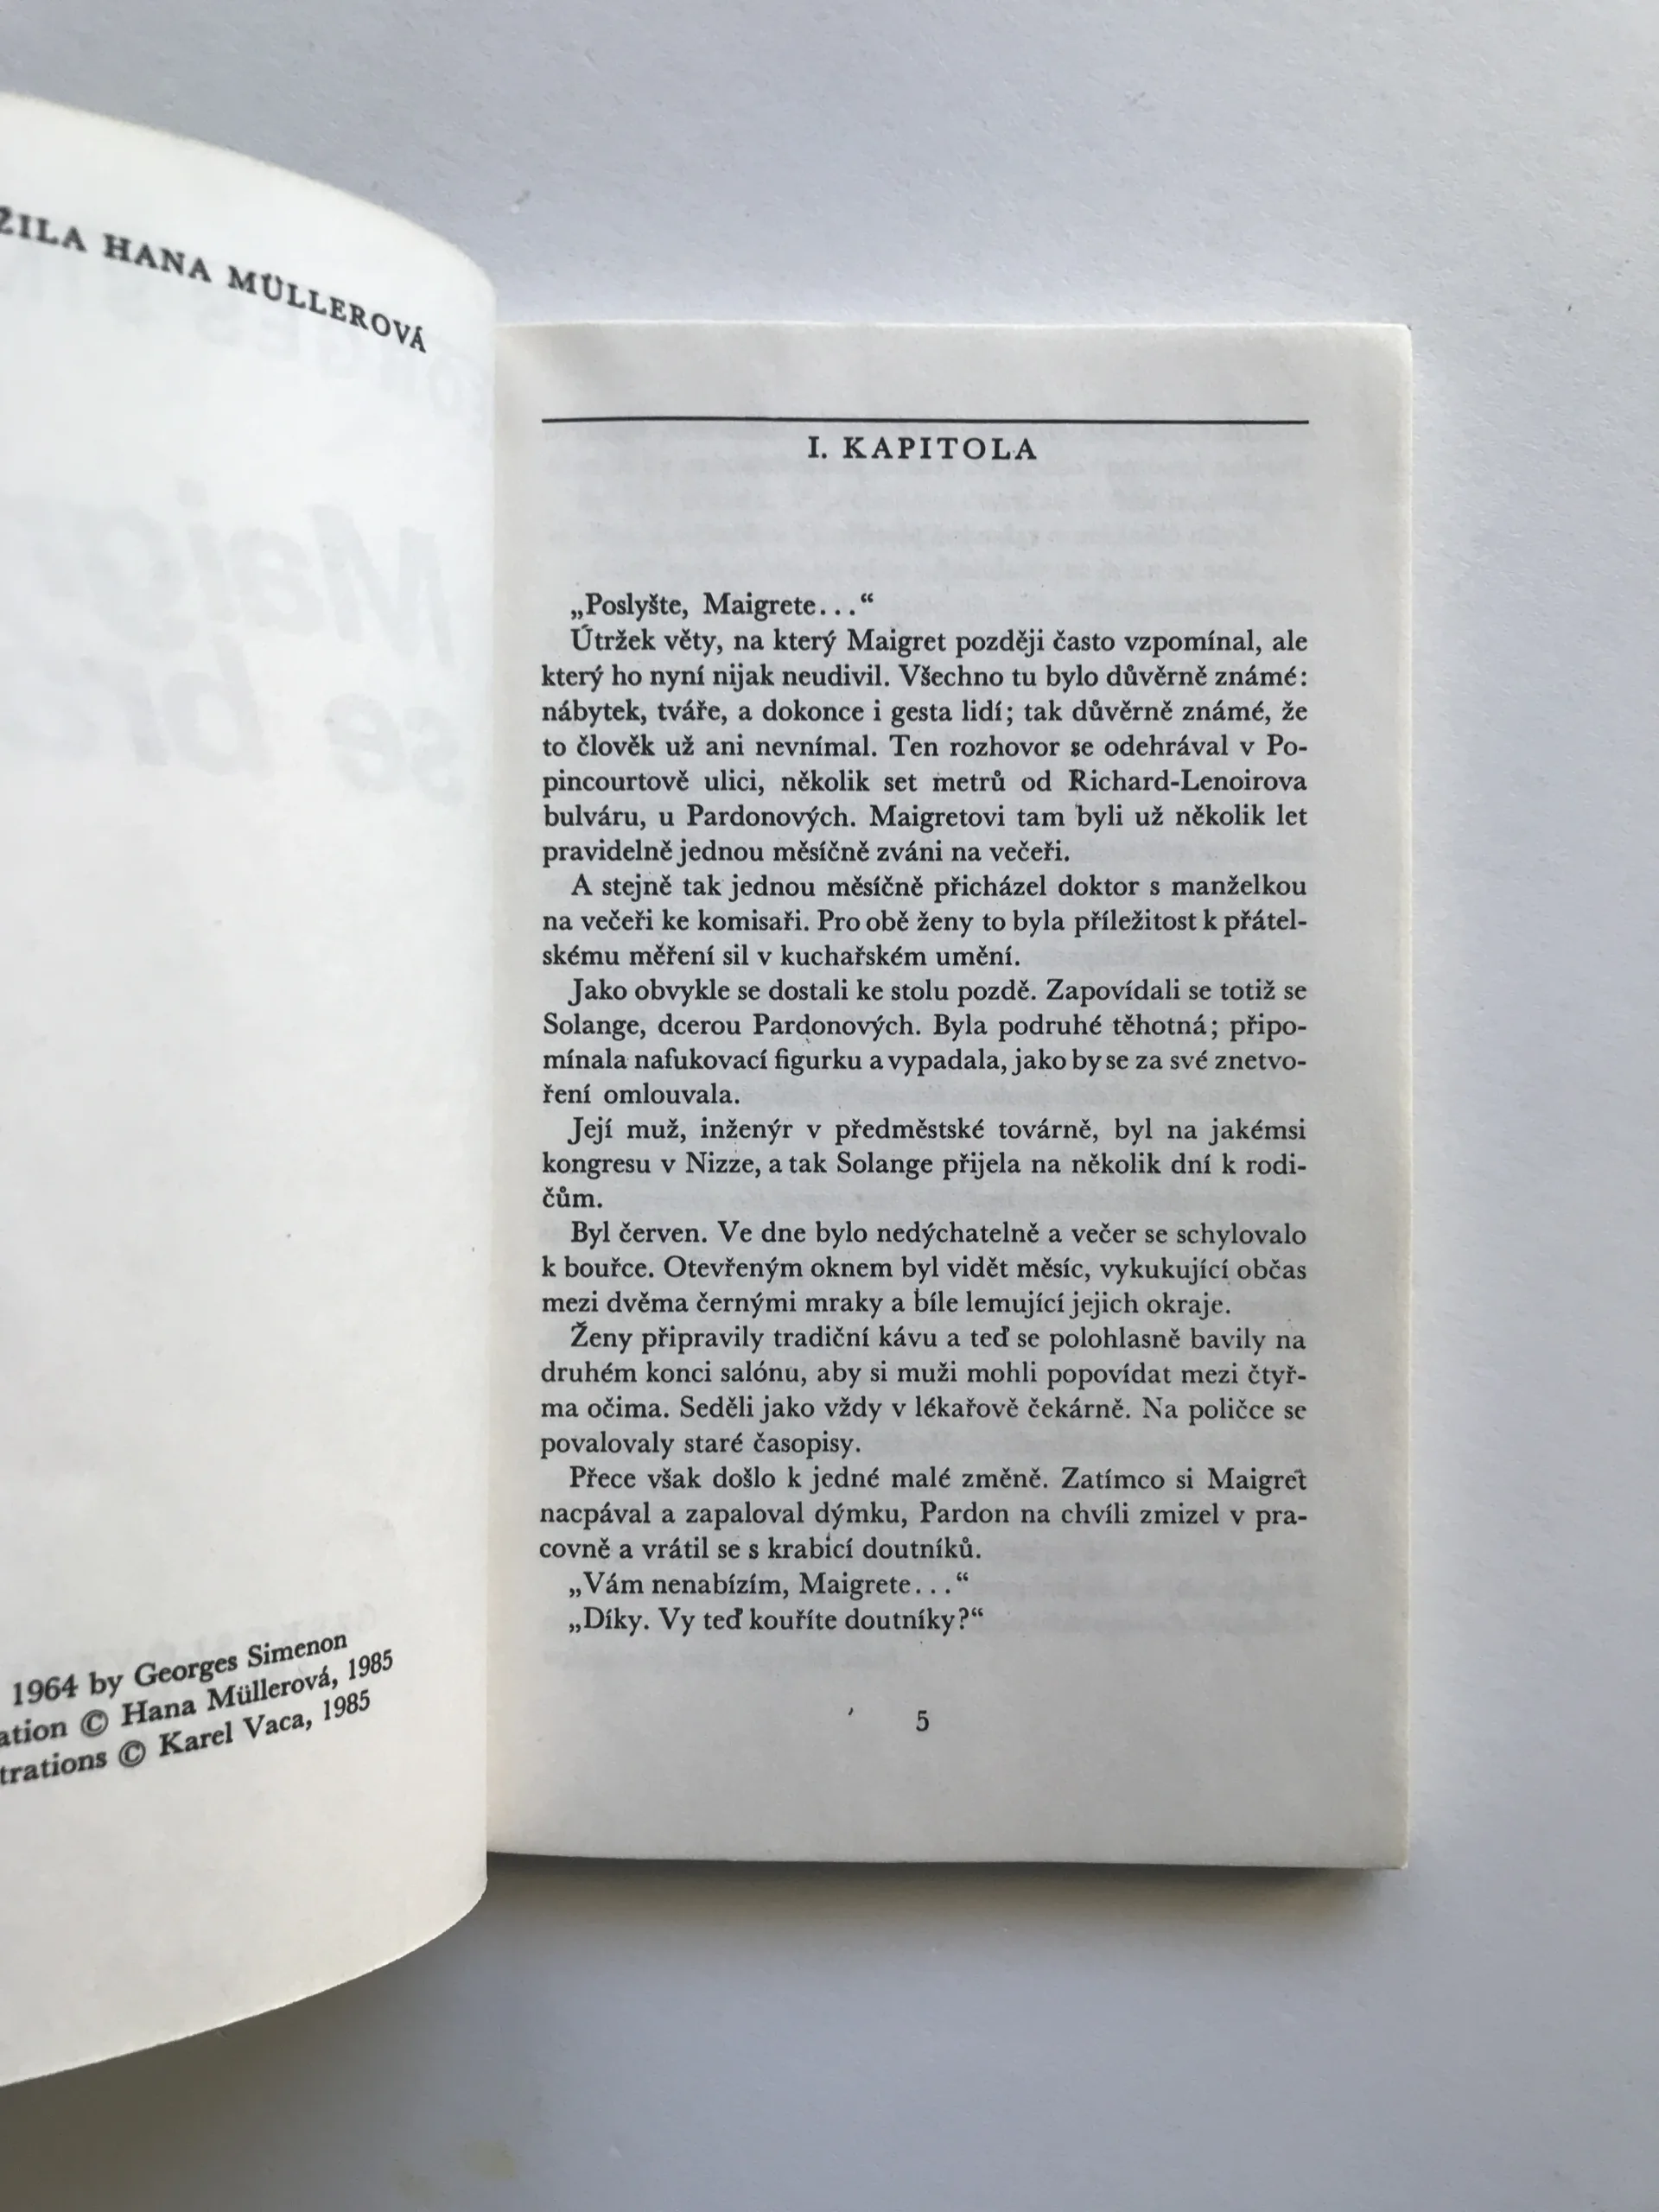 HANA MÜLLEROVÁ
1964 by Georges Simenon
© Hana Müllerová, 1985
© Karel Vaca, 1985
I. KAPITOLA
„Poslyšte, Maigrete...“
Útržek věty, na který Maigret později často vzpomínal, ale
který ho nyní nijak neudivil. Všechno tu bylo důvěrně známé:
nábytek, tváře, a dokonce i gesta lidí; tak důvěrně známé, že
to člověk už ani nevnímal. Ten rozhovor se odehrával v Po-
pincourtově ulici, několik set metrů od Richard-Lenoirova
bulváru, u Pardonových. Maigretovi tam byli už několik let
pravidelně jednou měsíčně zváni na večeři.
A stejně tak jednou měsíčně přicházel doktor s manželkou
na večeři ke komisaři. Pro obě ženy to byla příležitost k přátel-
skému měření sil v kuchařském umění.
Jako obvykle se dostali ke stolu pozdě. Zapovídali se totiž se
Solange, dcerou Pardonových. Byla podruhé těhotná; připo-
mínala nafukovací figurku a vypadala, jako by se za své znetvo-
ření omlouvala.
Její muž, inženýr v předměstské továrně, byl na jakémsi
kongresu v Nizze, a tak Solange přijela na několik dní k rodi-
čům.
Byl červen. Ve dne bylo nedýchatelně a večer se schylovalo
k bouřce. Otevřeným oknem byl vidět měsíc, vykukující občas
mezi dvěma černými mraky a bíle lemující jejich okraje.
Ženy připravily tradiční kávu a teď se polohlasně bavily na
druhém konci salónu, aby si muži mohli popovídat mezi čtyř-
ma očima. Seděli jako vždy v lékařově čekárně. Na poličce se
povalovaly staré časopisy.
Přece však došlo k jedné malé změně. Zatímco si Maigret
nacpával a zapaloval dýmku, Pardon na chvíli zmizel v pra-
covně a vrátil se s krabicí doutníků.
„Vám nenabízím, Maigrete...“
„Díky. Vy teď kouříte doutníky?“
5